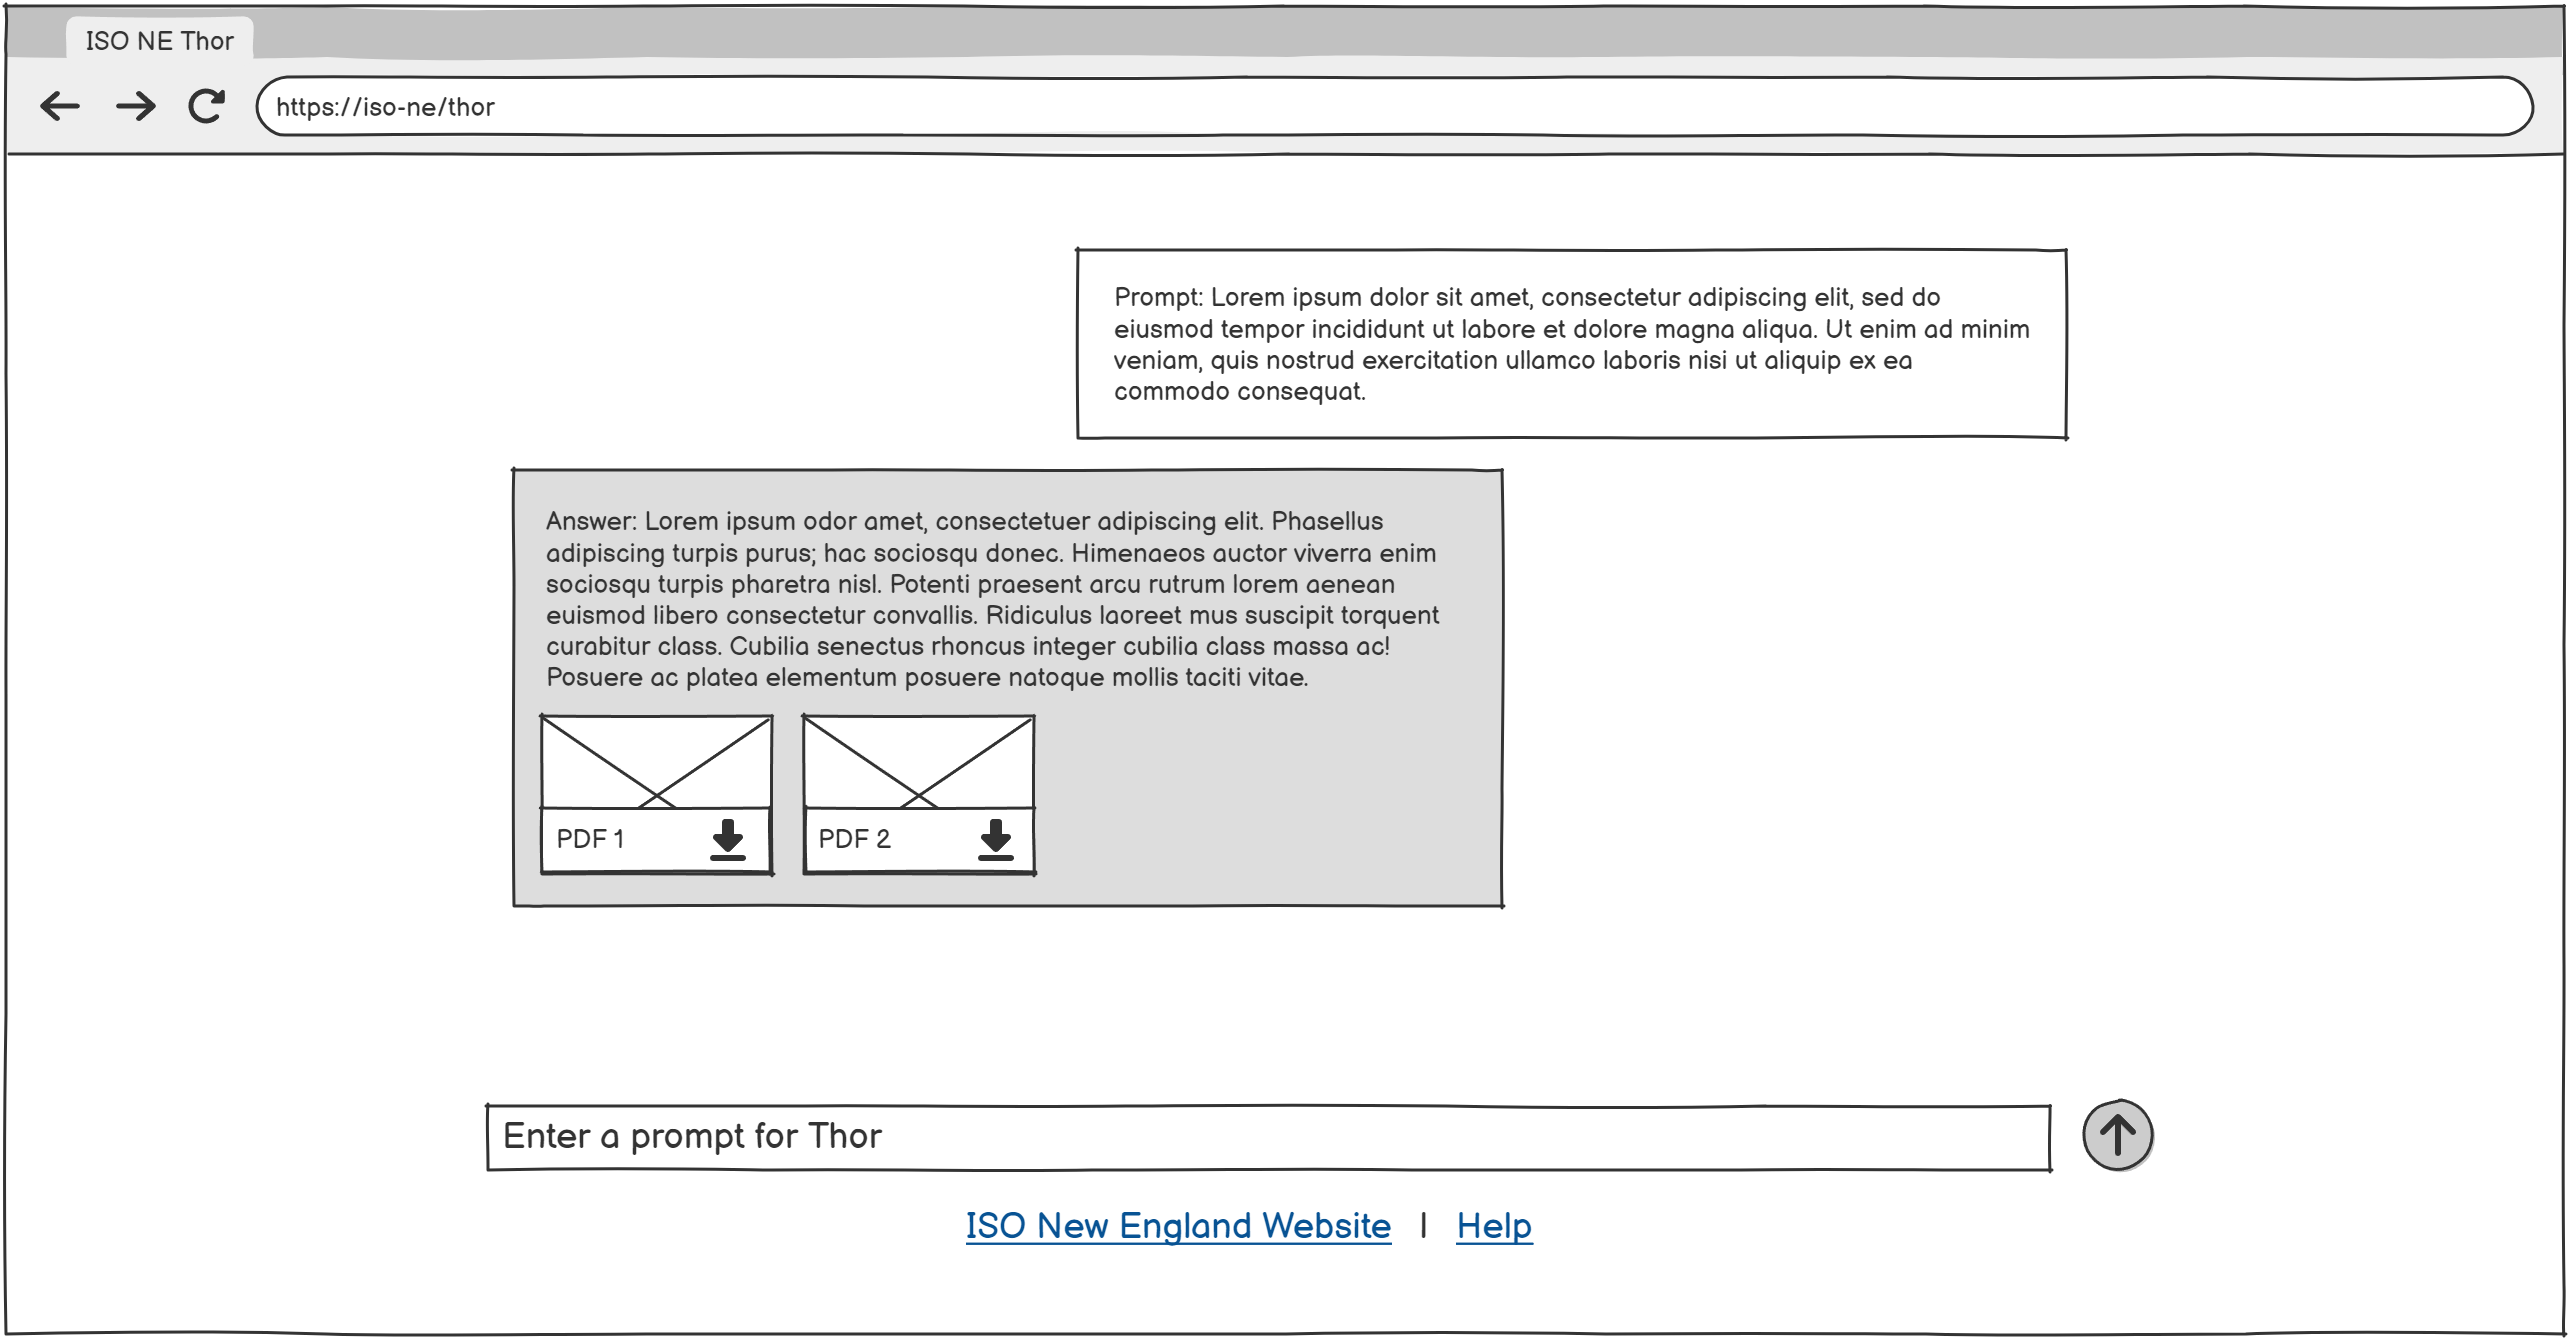 ISO NE Thor
https://iso-ne/thor
Prompt: Lorem ipsum dolor sit amet, consectetur adipiscing elit, sed do
eiusmod tempor incididunt ut labore et dolore magna aliqua. Ut enim ad minim
veniam, quis nostrud exercitation ullamco laboris nisi ut aliquip ex ea
commodo consequat.
Answer: Lorem ipsum odor amet, consectetuer adipiscing elit. Phasellus
adipiscing turpis purus; hac sociosqu donec. Himenaeos auctor viverra enim
sociosqu turpis pharetra nisl. Potenti praesent arcu rutrum lorem aenean
euismod libero consectetur convallis. Ridiculus laoreet mus suscipit torquent
curabitur class. Cubilia senectus rhoncus integer cubilia class massa ac!
Posuere ac platea elementum posuere natoque mollis taciti vitae.
PDF 1
PDF 2
Enter a prompt for Thor
ISO New England Website | Help